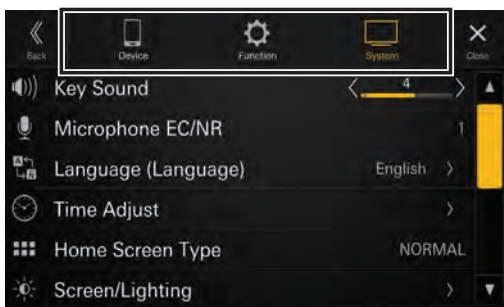 Back
Device
Function
System
Close
Key Sound
4
Microphone EC/NR
1
Language (Language)
English
Time Adjust
Home Screen Type
NORMAL
Screen/Lighting